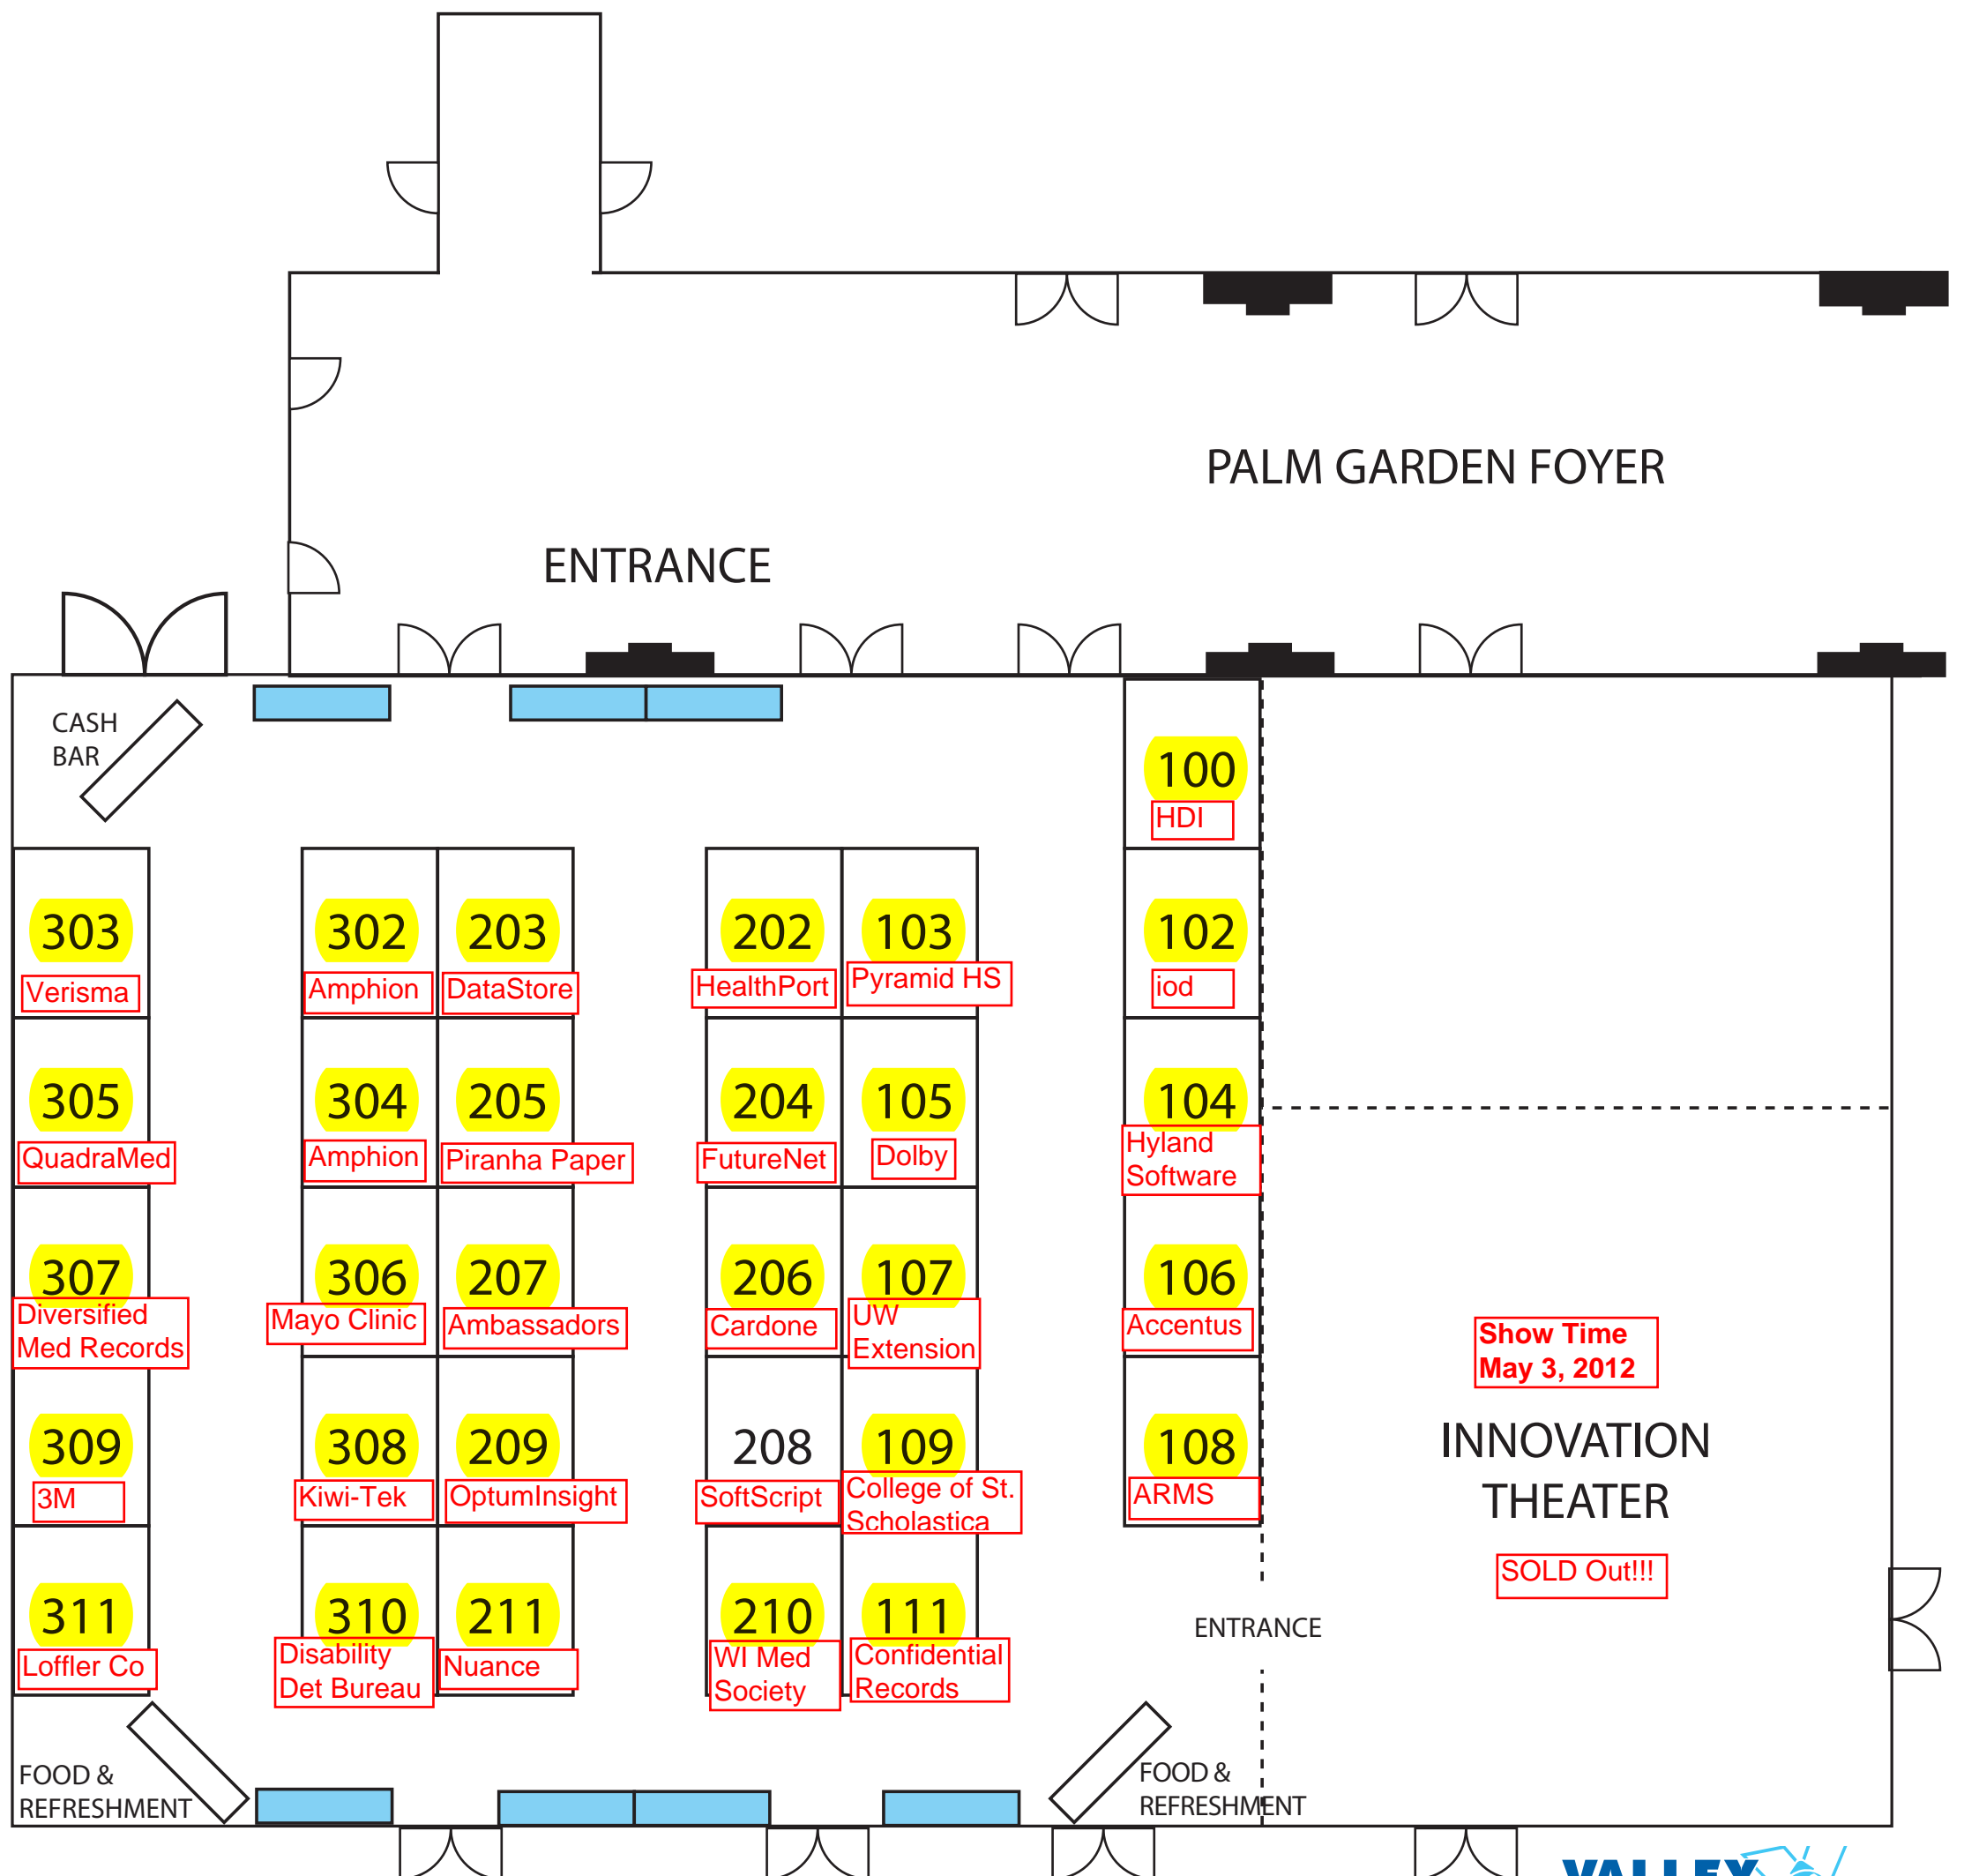 PALM GARDEN FOYER
ENTRANCE
CASH
BAR
100
HDI
303
302
203
202
103
102
Verisma
Amphion
DataStore
HealthPort
Pyramid HS
iod
305
304
205
204
105
104
QuadraMed
Amphion
Piranha Paper
FutureNet
Dolby
Hyland
Software
307
306
207
206
107
106
Diversified
Med Records
Mayo Clinic
Ambassadors
Cardone
UW
Extension
Accentus
Show Time
May 3, 2012
309
308
209
208
109
108
INNOVATION
THEATER
3M
Kiwi-Tek
OptumInsight
SoftScript
College of St.
Scholastica
ARMS
SOLD Out!!!
311
310
211
210
111
ENTRANCE
Loffler Co
Disability
Det Bureau
Nuance
WI Med
Society
Confidential
Records
FOOD &
REFRESHMENT
FOOD &
REFRESHMENT
VALLEY